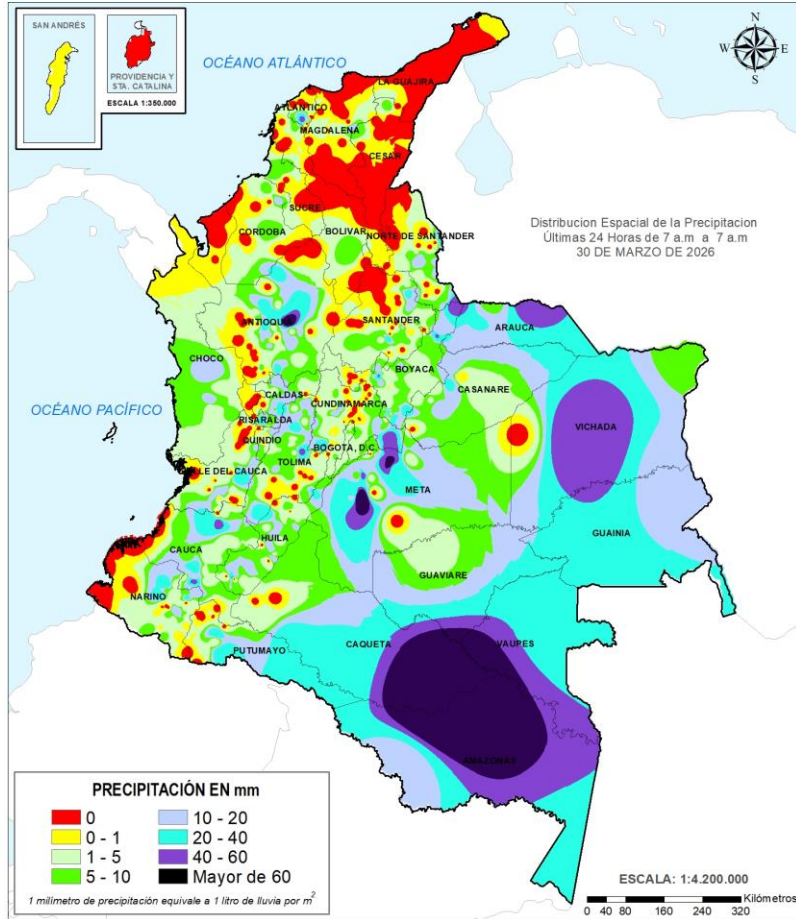 SAN ANDRÉS
PROVIDENCIA Y
STA. CATALINA
ESCALA 1:350.000
OCÉANO ATLÁNTICO
N
W E
S
LA GUAJIRA
ATLANTICO
MAGDALENA
CESAR
SUCRE
CORDOBA
BOLIVAR
NORTE DE SANTANDER
Distribucion Espacial de la Precipitacion
Últimas 24 Horas de 7 a.m a 7 a.m
30 DE MARZO DE 2026
ANTIOQUIA
SANTANDER
ARAUCA
CHOCO
BOYACA
CASANARE
CALDAS
CUNDINAMARCA
OCÉANO PACÍFICO
RISARALDA
VICHADA
QUINDIO
BOGOTA, D.C.
TOLIMA
VALLE DEL CAUCA
META
GUAINIA
HUILA
CAUCA
GUAVIARE
NARIÑO
PUTUMAYO
CAQUETA
VAUPES
AMAZONAS
PRECIPITACIÓN EN mm
0
0 - 1
1 - 5
5 - 10
10 - 20
20 - 40
40 - 60
Mayor de 60
1 milímetro de precipitación equivale a 1 litro de lluvia por m2
ESCALA: 1:4.200.000
Kilómetros
0 40 80 160 240 320